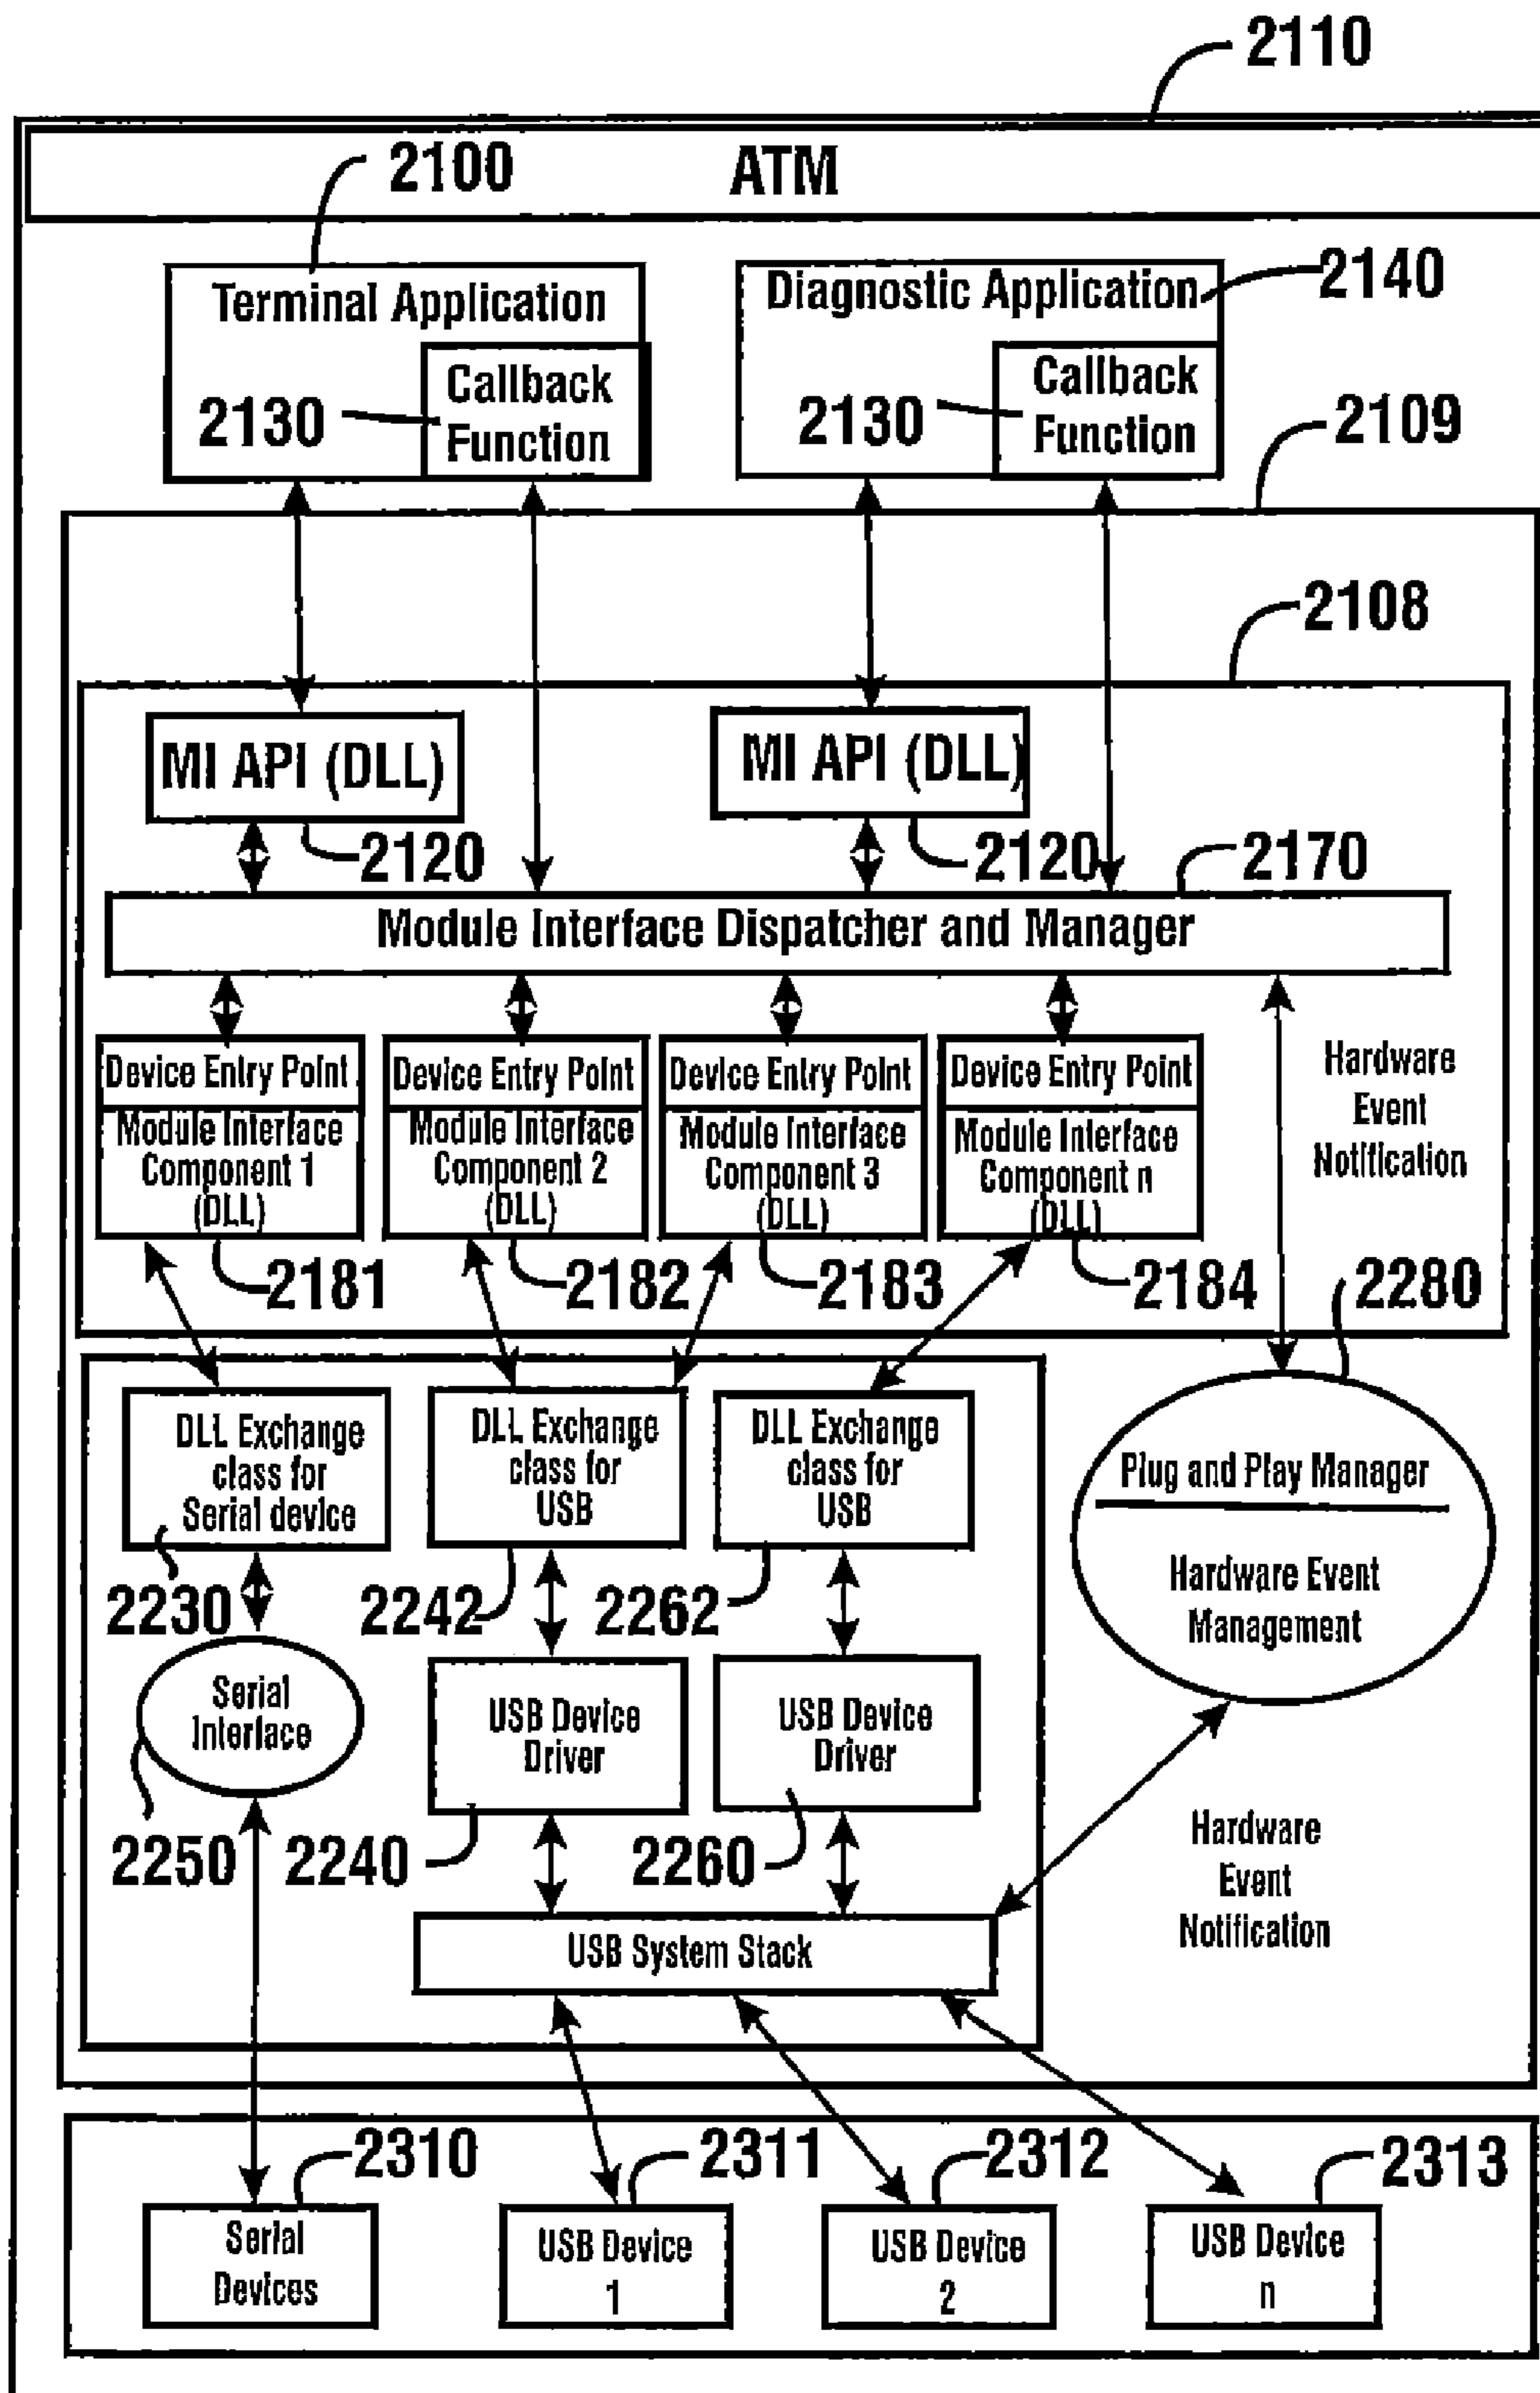 2110
ATM
2100
Terminal Application
Callback
Function
2130
Diagnostic Application
2140
Callback
Function
2130
2109
2108
MI API (DLL)
2120
MI API (DLL)
2120
2170
Module Interface Dispatcher and Manager
Device Entry Point
Module Interface
Component 1
(DLL)
2181
Device Entry Point
Module Interface
Component 2
(DLL)
2182
Device Entry Point
Module Interface
Component 3
(DLL)
2183
Device Entry Point
Module Interface
Component n
(DLL)
2184
Hardware
Event
Notification
2280
DLL Exchange
class for
Serial device
2230
DLL Exchange
class for
USB
2242
DLL Exchange
class for
USB
2262
Plug and Play Manager
Hardware Event
Management
Serial
Interface
2250
USB Device
Driver
2240
USB Device
Driver
2260
Hardware
Event
Notification
USB System Stack
2310
Serial
Devices
2311
USB Device
1
2312
USB Device
2
2313
USB Device
n